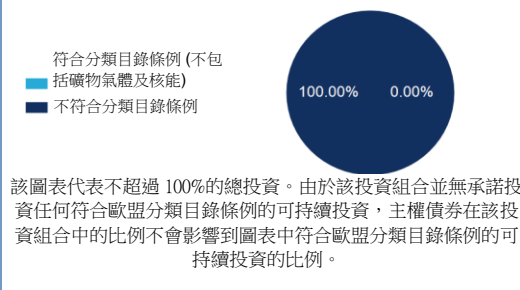 符合分類目錄條例 (不包
括礦物氣體及核能)
不符合分類目錄條例
100.00% 0.00%
該圖表代表不超過 100%的總投資。由於該投資組合並無承諾投
資任何符合歐盟分類目錄條例的可持續投資，主權債券在該投
資組合中的比例不會影響到圖表中符合歐盟分類目錄條例的可
持續投資的比例。